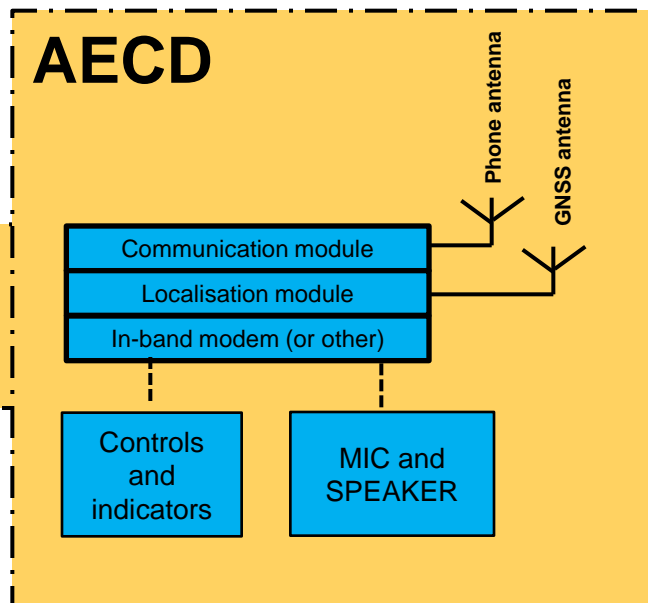 AECD
Phone antenna
GNSS antenna
Communication module
Localisation module
In-band modem (or other)
Controls
and
indicators
MIC and
SPEAKER